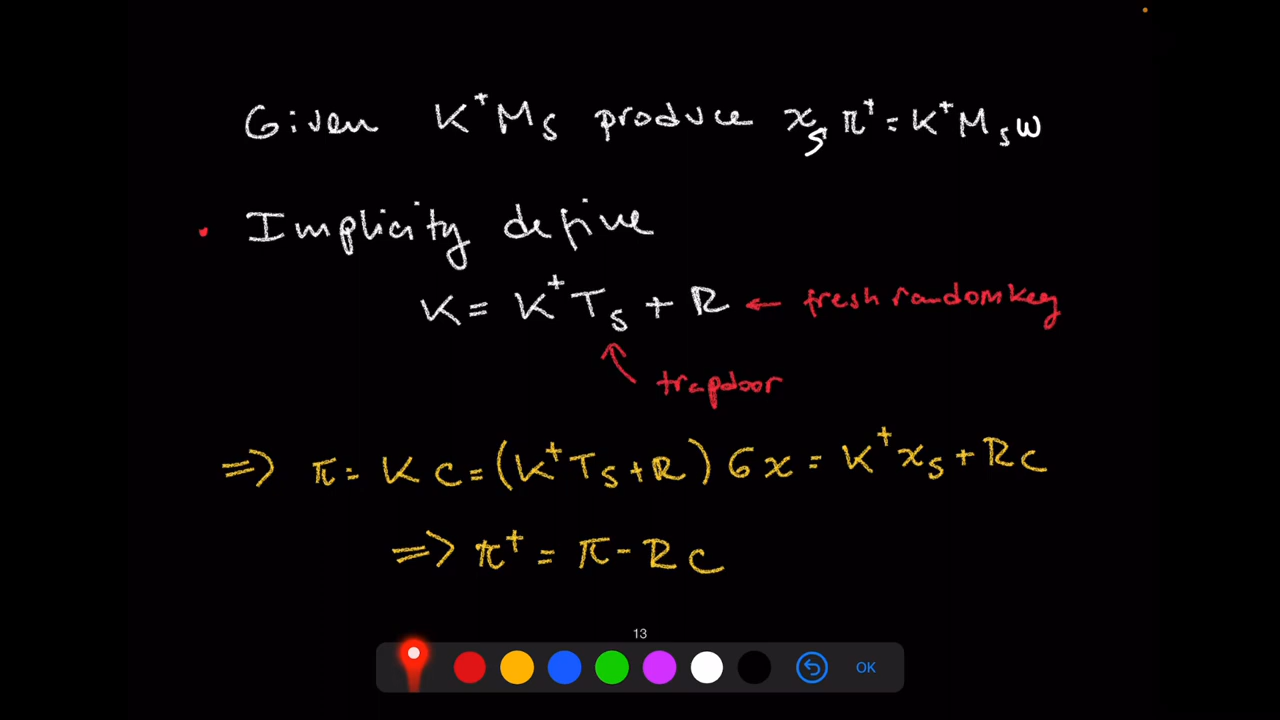 Given K⁺M_S produce x_S, π⁺ = K⁺M_S w
• Implicity define
K = K⁺T_S + R ← fresh random key
trapdoor
=> π = K C = (K⁺T_S + R) G x = K⁺x_S + R C
=> π⁺ = π - R C
13
OK